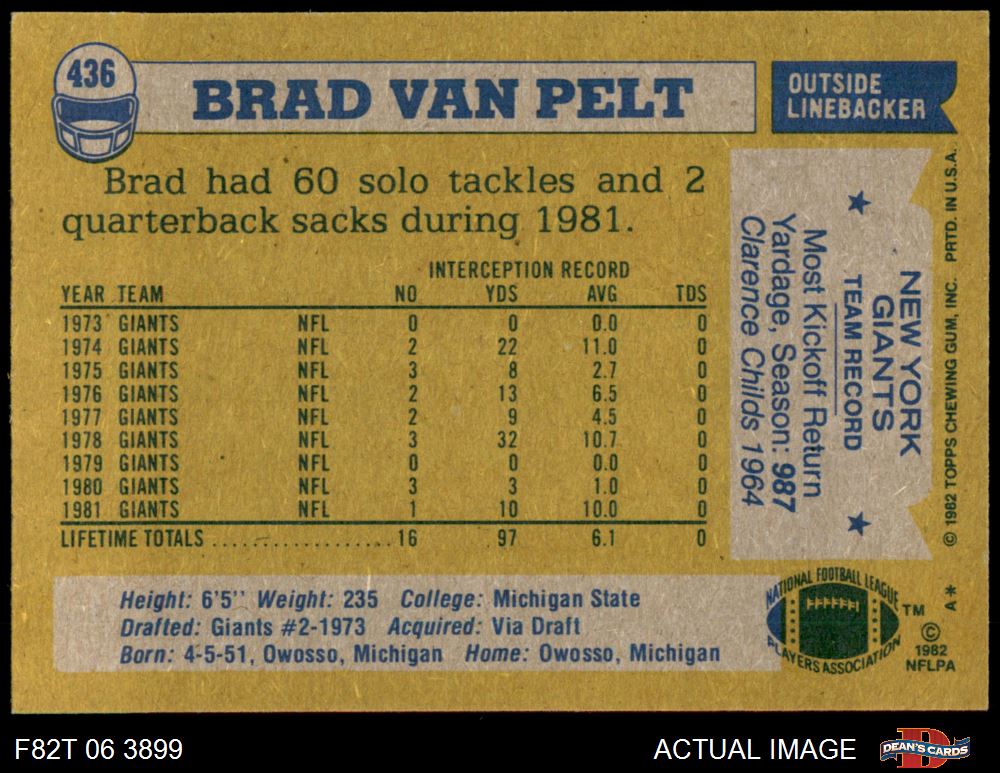 436
BRAD VAN PELT
OUTSIDE
LINEBACKER
Brad had 60 solo tackles and 2
quarterback sacks during 1981.
INTERCEPTION RECORD
YEAR TEAM NO YDS AVG TDS
1973 GIANTS NFL 0 0 0.0 0
1974 GIANTS NFL 2 22 11.0 0
1975 GIANTS NFL 3 8 2.7 0
1976 GIANTS NFL 2 13 6.5 0
1977 GIANTS NFL 2 9 4.5 0
1978 GIANTS NFL 3 32 10.7 0
1979 GIANTS NFL 0 0 0.0 0
1980 GIANTS NFL 3 3 1.0 0
1981 GIANTS NFL 1 10 10.0 0
LIFETIME TOTALS .................. 16 97 6.1 0
NEW YORK
GIANTS
TEAM RECORD
Most Kickoff Return
Yardage, Season: 987
Clarence Childs 1964
© 1982 TOPPS CHEWING GUM, INC. PRTD. IN U.S.A.
Height: 6'5" Weight: 235 College: Michigan State
Drafted: Giants #2-1973 Acquired: Via Draft
Born: 4-5-51, Owosso, Michigan Home: Owosso, Michigan
NATIONAL FOOTBALL LEAGUE
PLAYERS ASSOCIATION
TM
A*
©
1982
NFLPA
F82T 06 3899
ACTUAL IMAGE
DEAN'S CARDS